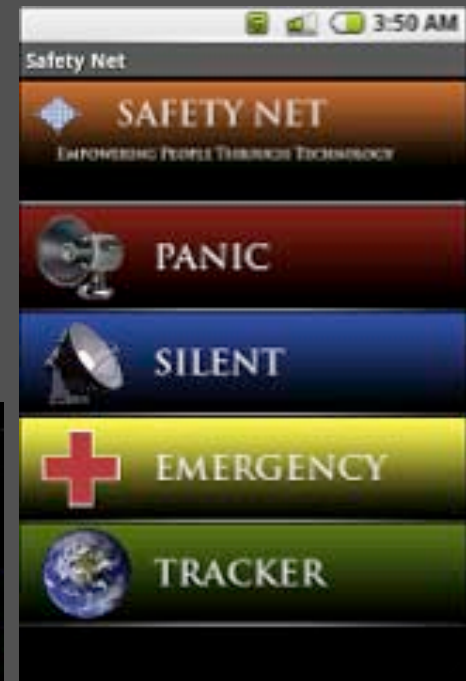 3:50 AM
Safety Net
SAFETY NET
EMPOWERING PEOPLE THROUGH TECHNOLOGY
PANIC
SILENT
EMERGENCY
TRACKER